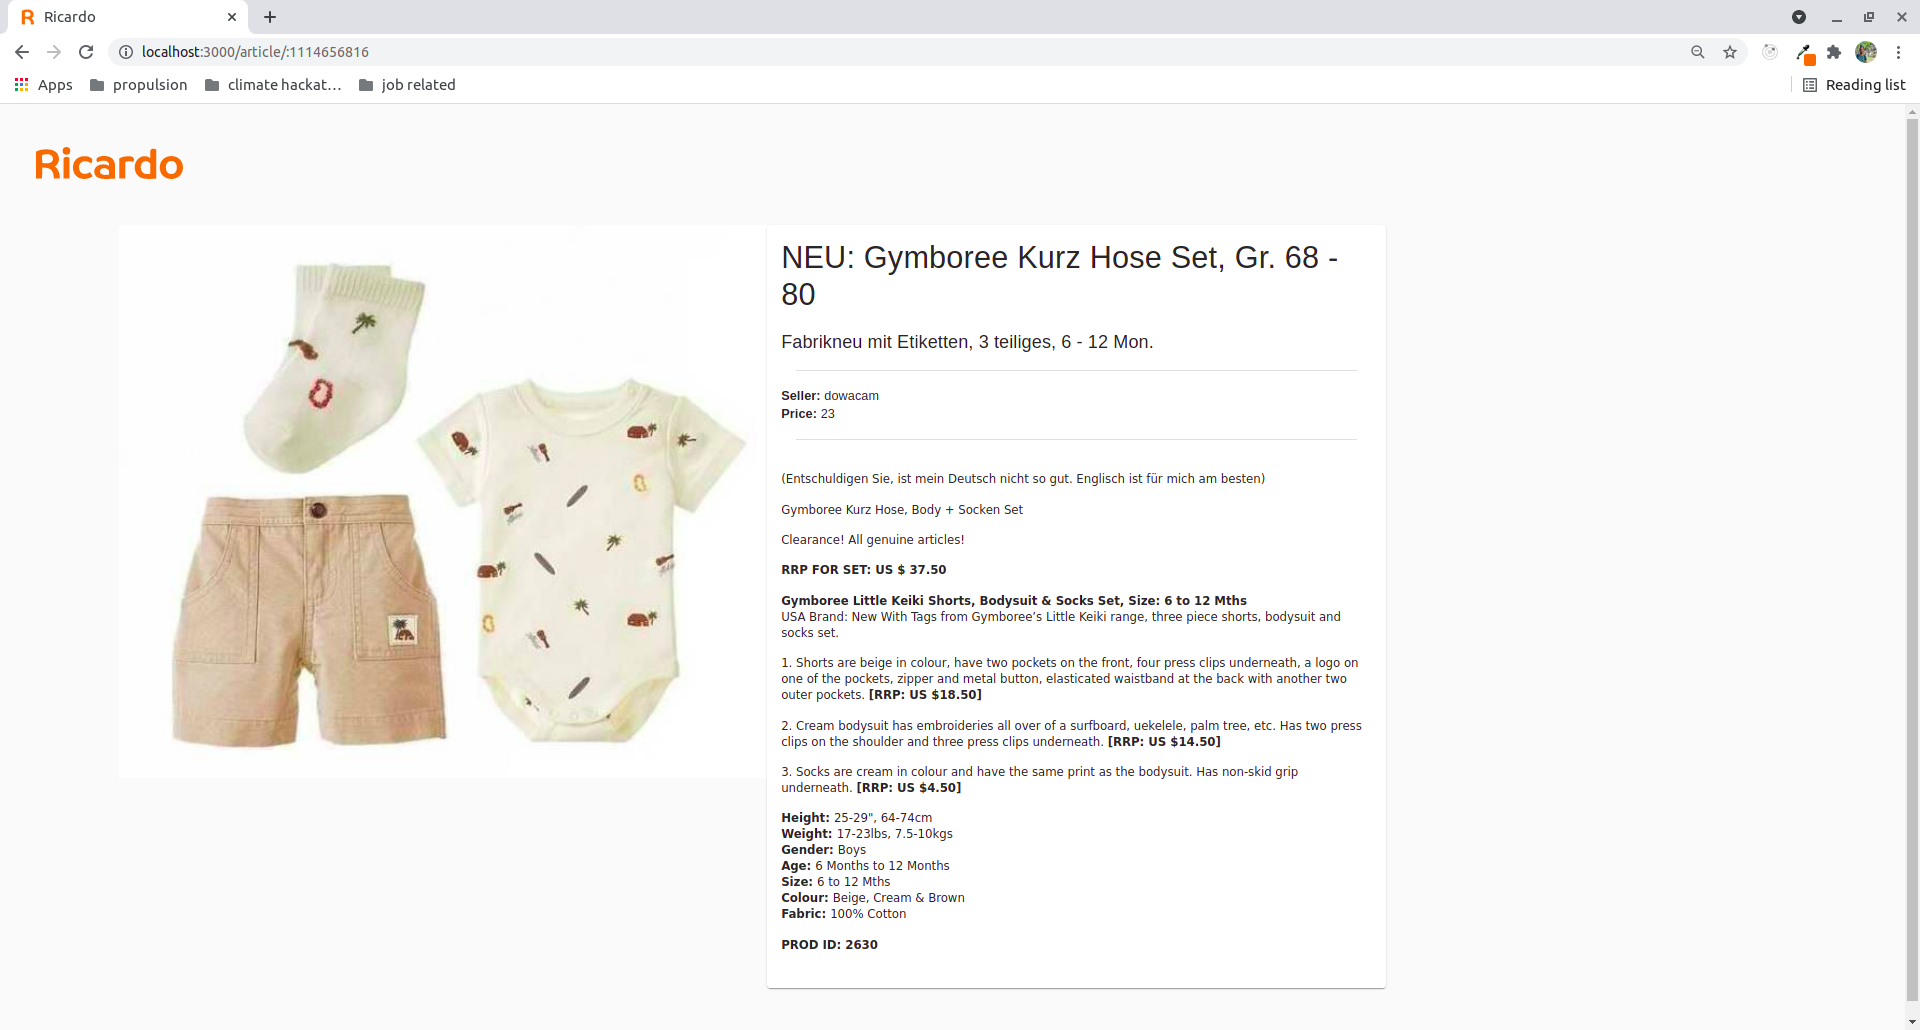 Ricardo
localhost:3000/article/:1114656816
Apps
propulsion
climate hackat…
job related
Reading list
Ricardo
NEU: Gymboree Kurz Hose Set, Gr. 68 -
80
Fabrikneu mit Etiketten, 3 teiliges, 6 - 12 Mon.
Seller: dowacam
Price: 23
(Entschuldigen Sie, ist mein Deutsch nicht so gut. Englisch ist für mich am besten)
Gymboree Kurz Hose, Body + Socken Set
Clearance! All genuine articles!
RRP FOR SET: US $ 37.50
Gymboree Little Keiki Shorts, Bodysuit & Socks Set, Size: 6 to 12 Mths
USA Brand: New With Tags from Gymboree’s Little Keiki range, three piece shorts, bodysuit and
socks set.
1. Shorts are beige in colour, have two pockets on the front, four press clips underneath, a logo on
one of the pockets, zipper and metal button, elasticated waistband at the back with another two
outer pockets. [RRP: US $18.50]
2. Cream bodysuit has embroideries all over of a surfboard, uekelele, palm tree, etc. Has two press
clips on the shoulder and three press clips underneath. [RRP: US $14.50]
3. Socks are cream in colour and have the same print as the bodysuit. Has non-skid grip
underneath. [RRP: US $4.50]
Height: 25-29", 64-74cm
Weight: 17-23lbs, 7.5-10kgs
Gender: Boys
Age: 6 Months to 12 Months
Size: 6 to 12 Mths
Colour: Beige, Cream & Brown
Fabric: 100% Cotton
PROD ID: 2630